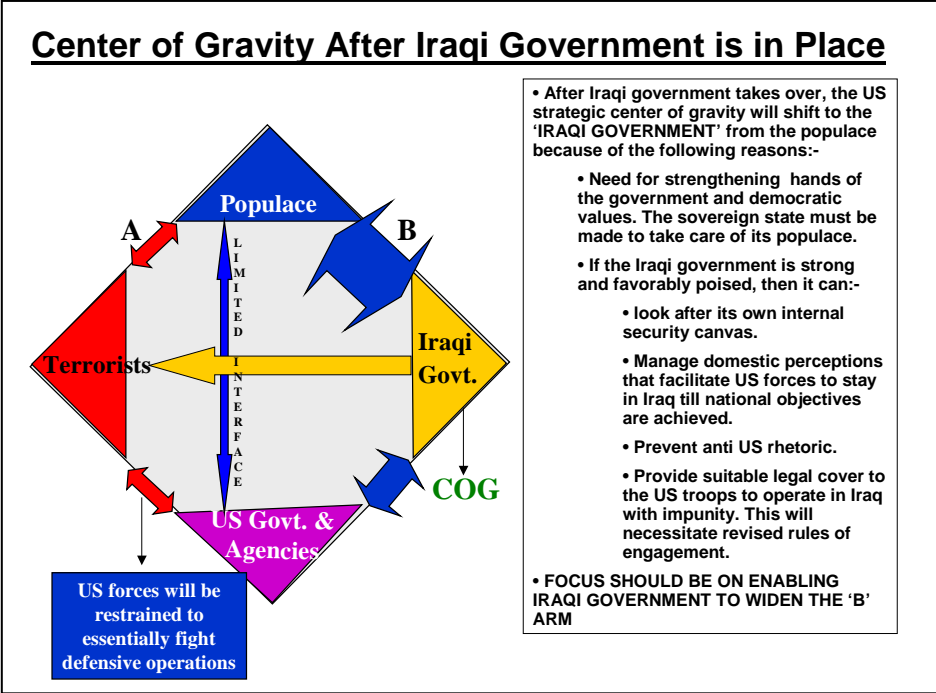 Center of Gravity After Iraqi Government is in Place
Populace
A
B
L
I
M
I
T
E
D
I
N
T
E
R
F
A
C
E
Terrorists
Iraqi
Govt.
COG
US Govt. &
Agencies
US forces will be
restrained to
essentially fight
defensive operations
• After Iraqi government takes over, the US
strategic center of gravity will shift to the
‘IRAQI GOVERNMENT’ from the populace
because of the following reasons:-
• Need for strengthening hands of
the government and democratic
values. The sovereign state must be
made to take care of its populace.
• If the Iraqi government is strong
and favorably poised, then it can:-
• look after its own internal
security canvas.
• Manage domestic perceptions
that facilitate US forces to stay
in Iraq till national objectives
are achieved.
• Prevent anti US rhetoric.
• Provide suitable legal cover to
the US troops to operate in Iraq
with impunity. This will
necessitate revised rules of
engagement.
• FOCUS SHOULD BE ON ENABLING
IRAQI GOVERNMENT TO WIDEN THE ‘B’
ARM